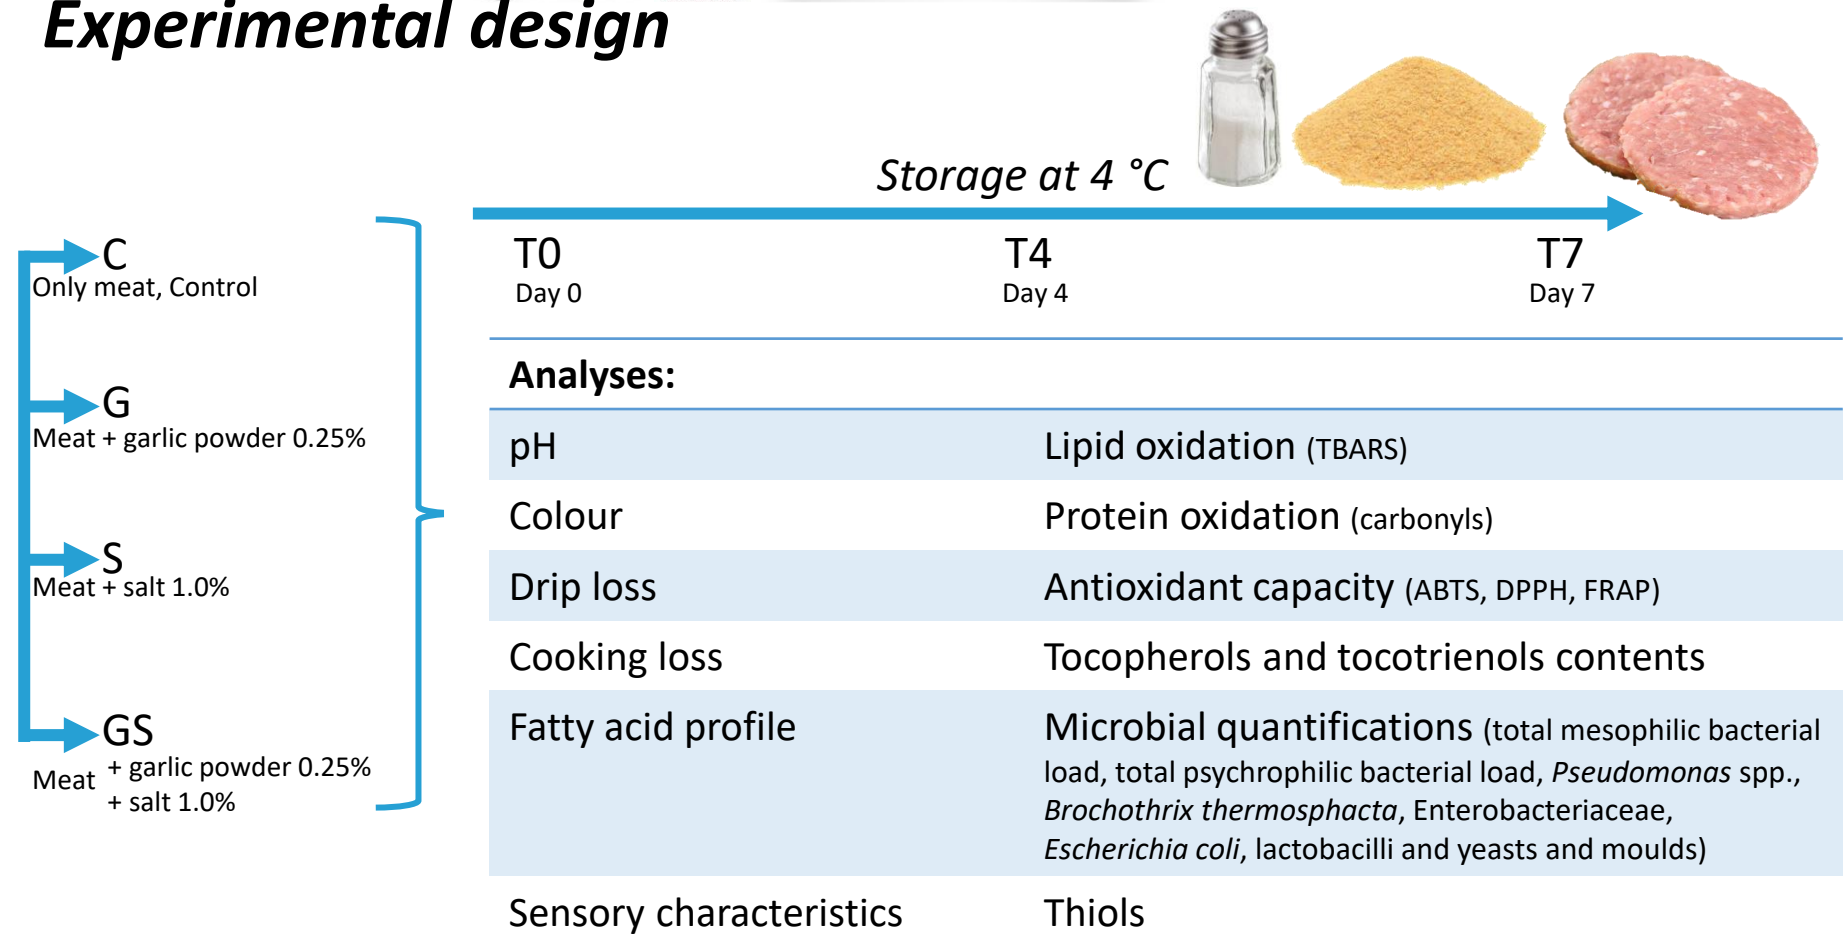 Experimental design
Storage at 4 °C
C
Only meat, Control
G
Meat + garlic powder 0.25%
S
Meat + salt 1.0%
GS
Meat
+ garlic powder 0.25%
+ salt 1.0%
T0
Day 0
T4
Day 4
T7
Day 7
Analyses:
pH
Lipid oxidation (TBARS)
Colour
Protein oxidation (carbonyls)
Drip loss
Antioxidant capacity (ABTS, DPPH, FRAP)
Cooking loss
Tocopherols and tocotrienols contents
Fatty acid profile
Microbial quantifications (total mesophilic bacterial
load, total psychrophilic bacterial load, Pseudomonas spp.,
Brochothrix thermosphacta, Enterobacteriaceae,
Escherichia coli, lactobacilli and yeasts and moulds)
Sensory characteristics
Thiols